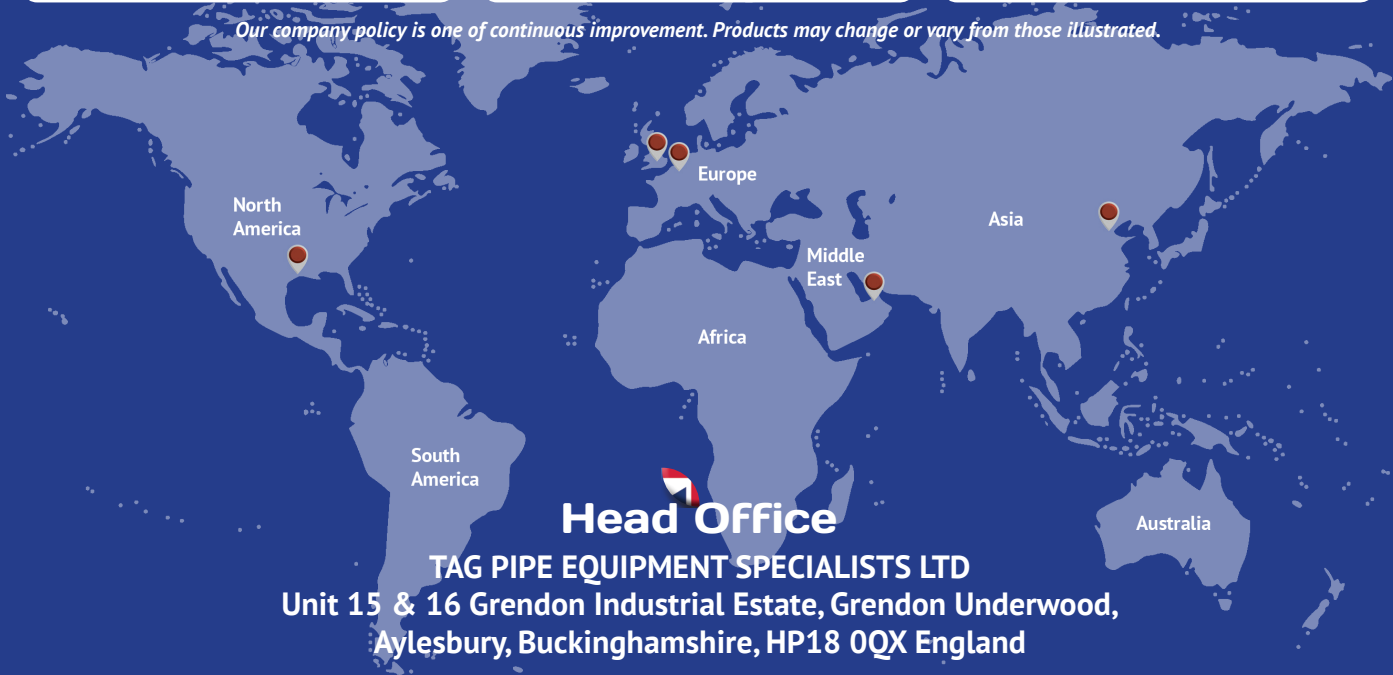 Our company policy is one of continuous improvement. Products may change or vary from those illustrated.
Europe
North
America
Asia
Middle
East
Africa
South
America
Australia
Head Office
TAG PIPE EQUIPMENT SPECIALISTS LTD
Unit 15 & 16 Grendon Industrial Estate, Grendon Underwood,
Aylesbury, Buckinghamshire, HP18 0QX England